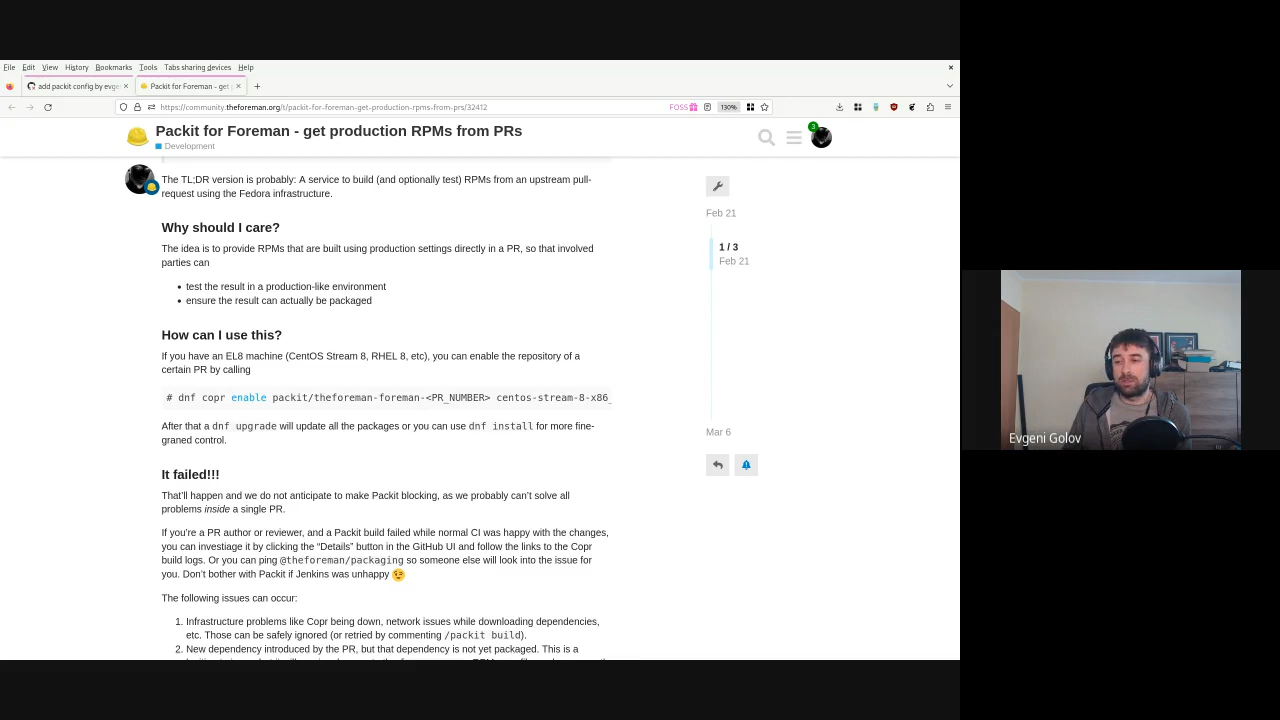 File Edit View History Bookmarks Tools Tabs sharing devices Help
add packit config by evge
Packit for Foreman - get
https://community.theforeman.org/t/packit-for-foreman-get-production-rpms-from-prs/32412
FOSS
130%
Packit for Foreman - get production RPMs from PRs
Development
3
The TL;DR version is probably: A service to build (and optionally test) RPMs from an upstream pull-
request using the Fedora infrastructure.
Why should I care?
The idea is to provide RPMs that are built using production settings directly in a PR, so that involved
parties can
• test the result in a production-like environment
• ensure the result can actually be packaged
How can I use this?
If you have an EL8 machine (CentOS Stream 8, RHEL 8, etc), you can enable the repository of a
certain PR by calling
# dnf copr enable packit/theforeman-foreman-<PR_NUMBER> centos-stream-8-x86_
After that a dnf upgrade will update all the packages or you can use dnf install for more fine-
graned control.
It failed!!!
That'll happen and we do not anticipate to make Packit blocking, as we probably can't solve all
problems inside a single PR.
If you're a PR author or reviewer, and a Packit build failed while normal CI was happy with the changes,
you can investiage it by clicking the "Details" button in the GitHub UI and follow the links to the Copr
build logs. Or you can ping @theforeman/packaging so someone else will look into the issue for
you. Don't bother with Packit if Jenkins was unhappy
The following issues can occur:
1. Infrastructure problems like Copr being down, network issues while downloading dependencies,
etc. Those can be safely ignored (or retried by commenting /packit build).
2. New dependency introduced by the PR, but that dependency is not yet packaged. This is a
Feb 21
1 / 3
Feb 21
Mar 6
Evgeni Golov